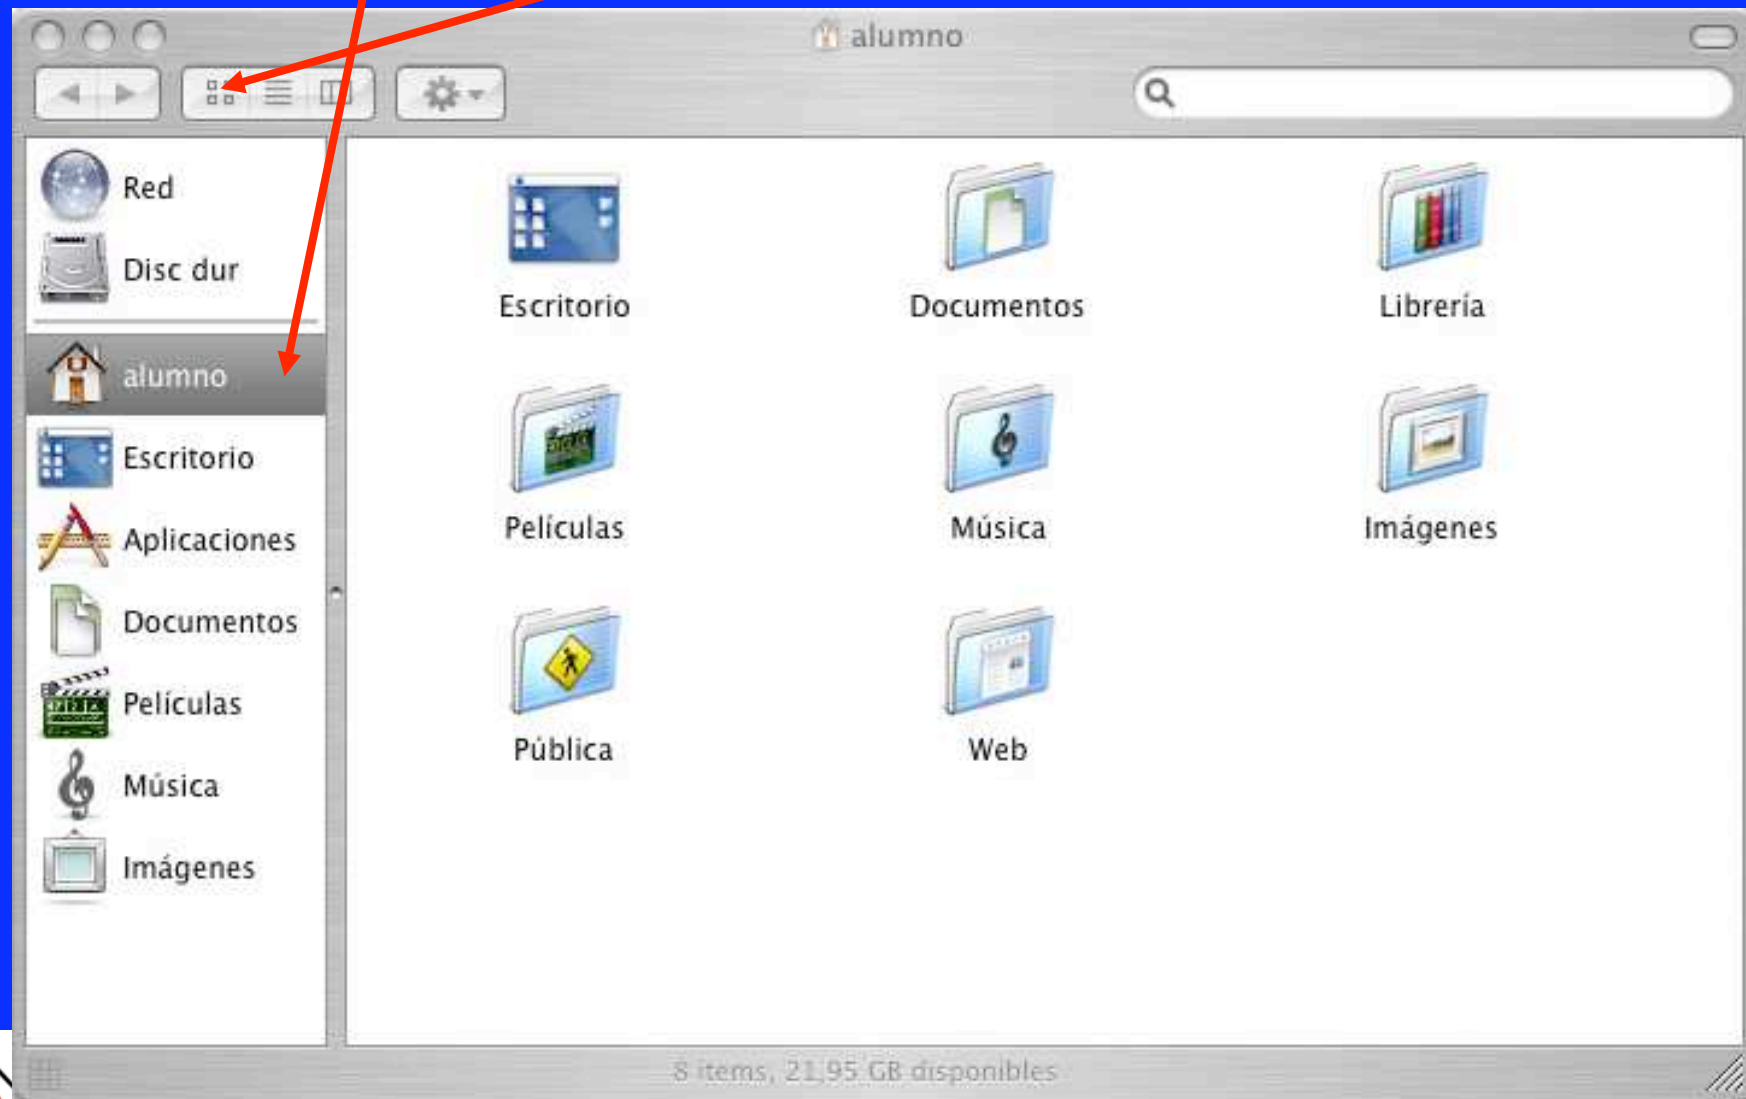 alumno
Red
Disc dur
alumno
Escritorio
Aplicaciones
Documentos
Películas
Música
Imágenes
Escritorio
Documentos
Librería
Películas
Música
Imágenes
Pública
Web
8 items, 21,95 GB disponibles